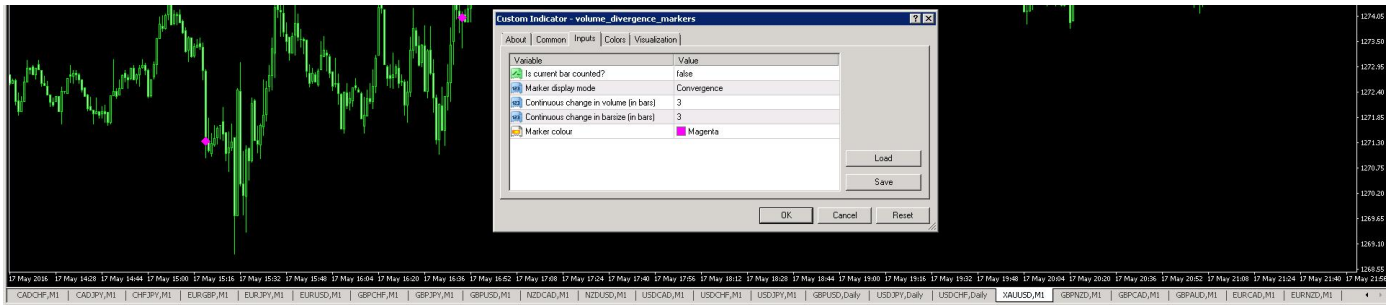 Custom Indicator - volume_divergence_markers
About Common Inputs Colors Visualization
Variable Value
Is current bar counted? false
Marker display mode Convergence
Continuous change in volume (in bars) 3
Continuous change in barsize (in bars) 3
Marker colour Magenta
Load
Save
OK Cancel Reset
1274.05
1273.50
1272.95
1272.40
1271.85
1271.30
1270.75
1270.20
1269.65
1269.10
1268.55
17 May 2016 17 May 14:28 17 May 14:44 17 May 15:00 17 May 15:16 17 May 15:32 17 May 15:48 17 May 16:04 17 May 16:20 17 May 16:36 17 May 16:52 17 May 17:08 17 May 17:24 17 May 17:40 17 May 17:56 17 May 18:12 17 May 18:28 17 May 18:44 17 May 19:00 17 May 19:16 17 May 19:32 17 May 19:48 17 May 20:04 17 May 20:20 17 May 20:36 17 May 20:52 17 May 21:08 17 May 21:24 17 May 21:40 17 May 21:56
CADCHF,M1 CADJPY,M1 CHFJPY,M1 EURGBP,M1 EURJPY,M1 EURUSD,M1 GBPCHF,M1 GBPJPY,M1 GBPUSD,M1 NZDCAD,M1 NZDUSD,M1 USDCAD,M1 USDCHF,M1 USDJPY,M1 GBPUSD,Daily USDJPY,Daily USDCHF,Daily XAUUSD,M1 GBPNZD,M1 GBPCAD,M1 GBPAUD,M1 EURCAD,M1 EURNZD,M1